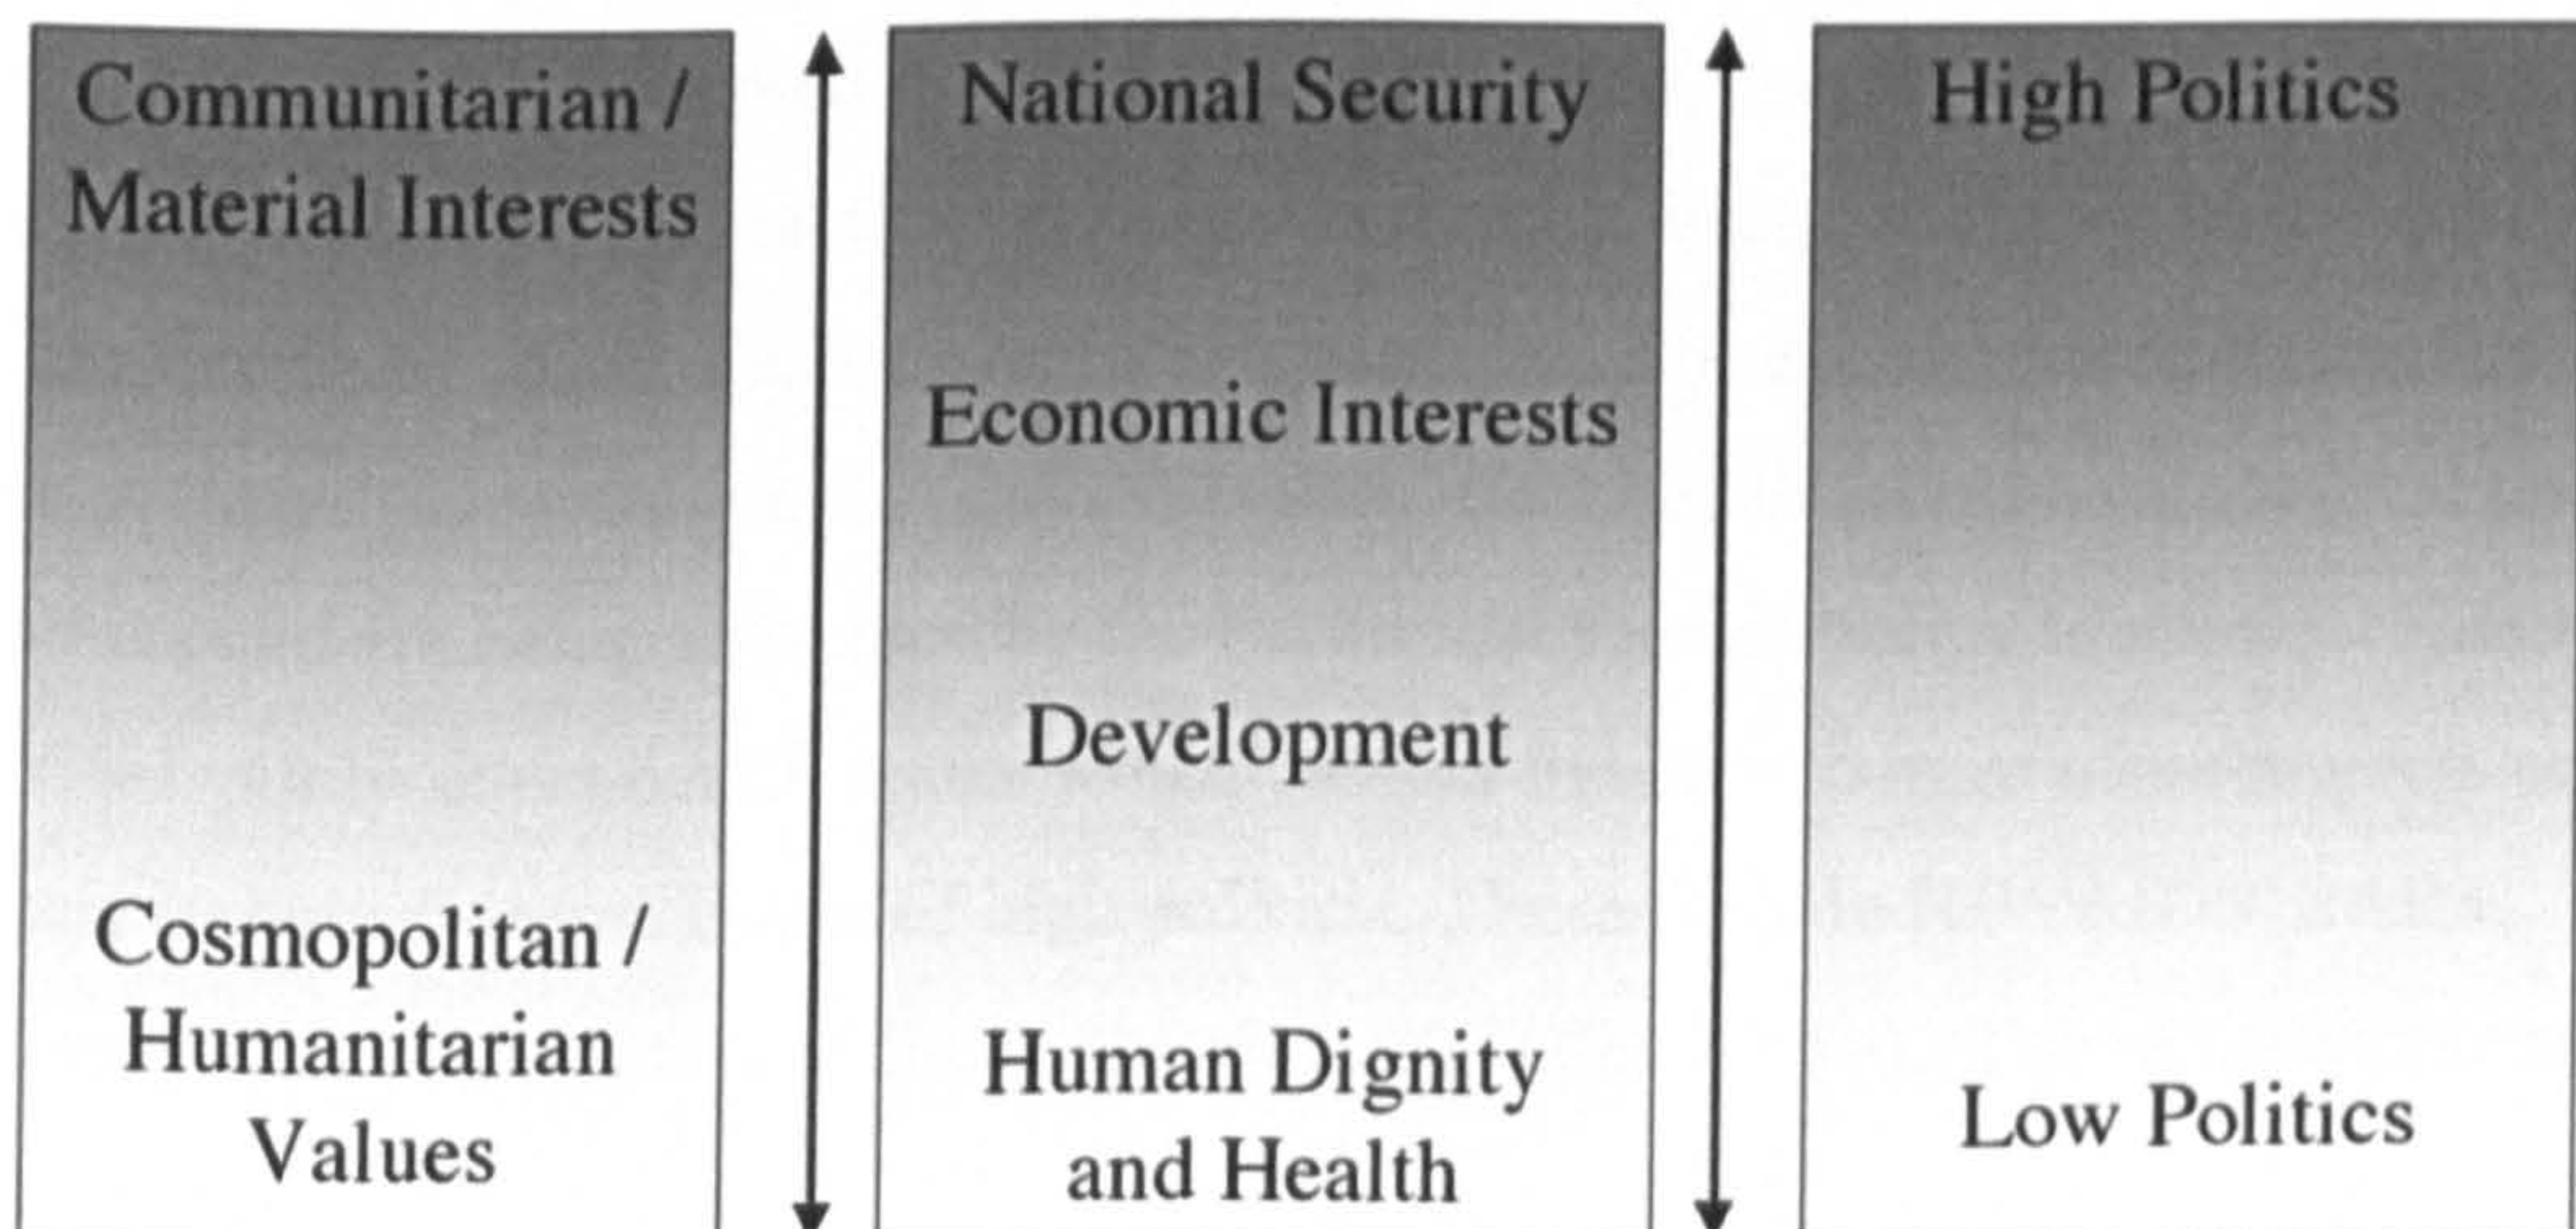 Communitarian /
Material Interests
Cosmopolitan /
Humanitarian
Values
National Security
Economic Interests
Development
Human Dignity
and Health
High Politics
Low Politics